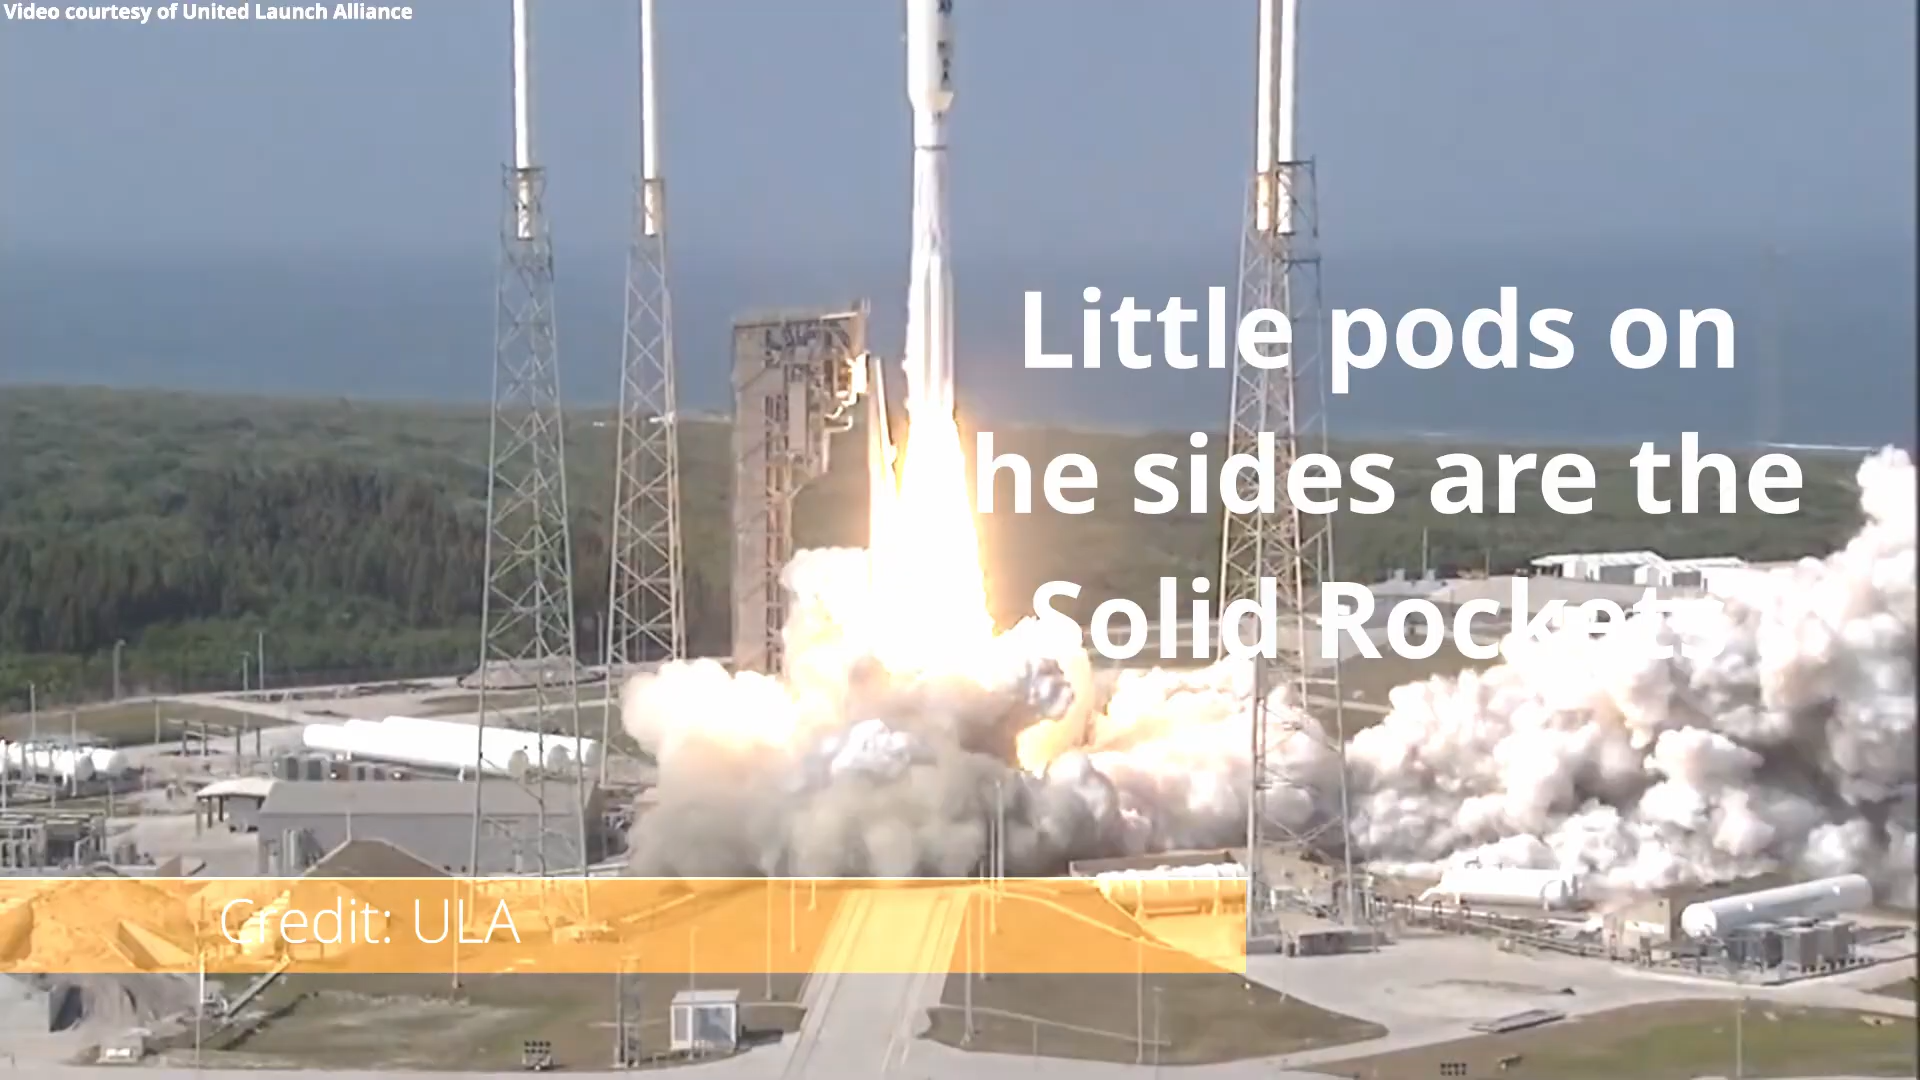 Video courtesy of United Launch Alliance
Little pods on
he sides are the
Solid Rockets
Credit: ULA